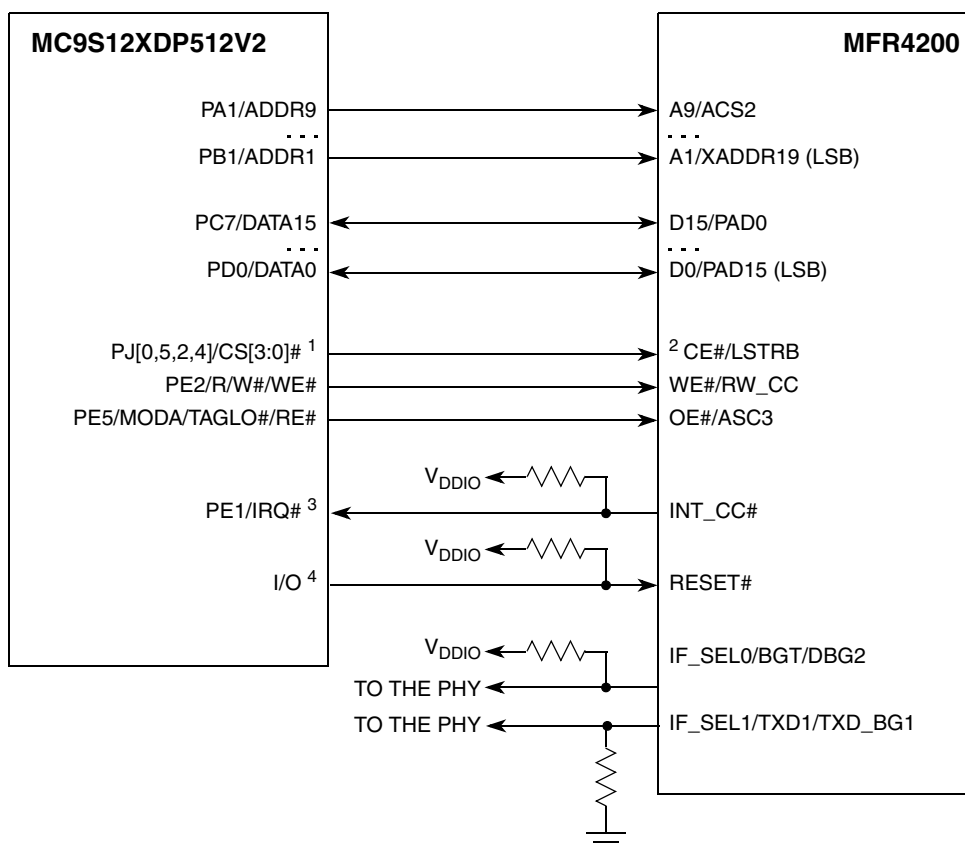 MC9S12XDP512V2 MFR4200
PA1/ADDR9 A9/ACS2
- - - - - -
PB1/ADDR1 A1/XADDR19 (LSB)
PC7/DATA15 D15/PAD0
- - - - - -
PD0/DATA0 D0/PAD15 (LSB)
PJ[0,5,2,4]/CS[3:0]# 1 2 CE#/LSTRB
PE2/R/W#/WE# WE#/RW_CC
PE5/MODA/TAGLO#/RE# OE#/ASC3
VDDIO
PE1/IRQ# 3 INT_CC#
VDDIO
I/O 4 RESET#
VDDIO IF_SEL0/BGT/DBG2
TO THE PHY
TO THE PHY IF_SEL1/TXD1/TXD_BG1